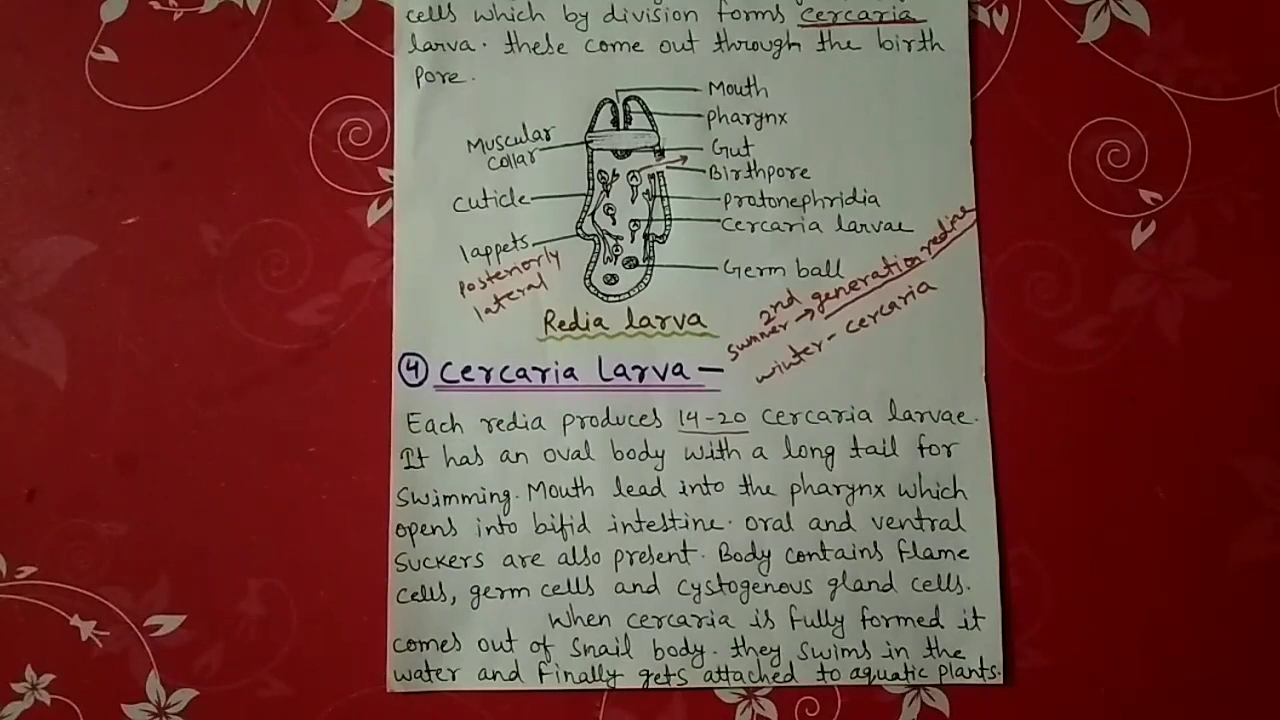 cells which by division forms cercaria
larva. these come out through the birth
pore.
Mouth
pharynx
Muscular
collar
Gut
Birthpore
cuticle
protonephridia
cercaria larvae
lappets
posteriorly
lateral
Germ ball
Redia larva
2nd
summer → generation rediae
winter - cercaria
4 Cercaria Larva —
Each redia produces 14-20 cercaria larvae.
It has an oval body with a long tail for
swimming. Mouth lead into the pharynx which
opens into bifid intestine. oral and ventral
suckers are also present. Body contains flame
cells, germ cells and cystogenous gland cells.
When cercaria is fully formed it
comes out of snail body. they swims in the
water and finally gets attached to aquatic plants.